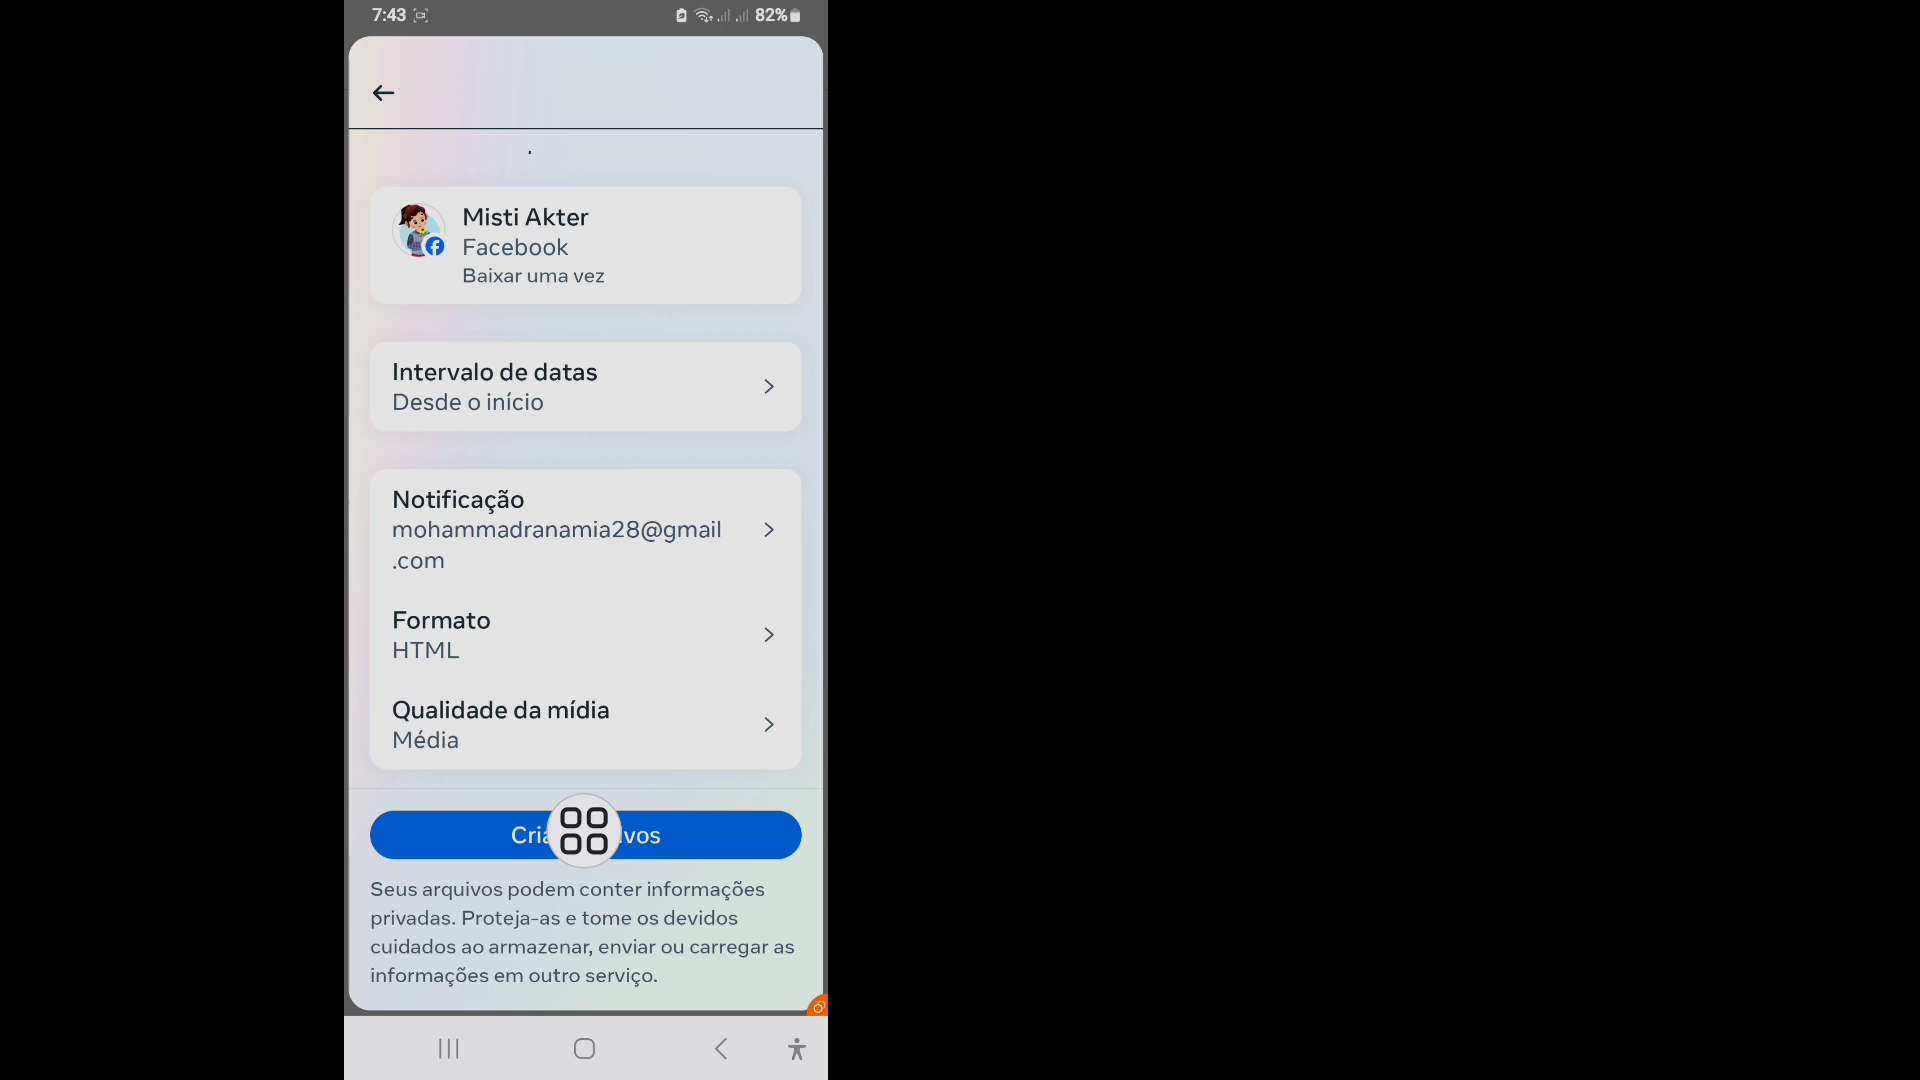 7:43
82%
Misti Akter
Facebook
Baixar uma vez
Intervalo de datas
Desde o início
Notificação
mohammadranamia28@gmail
.com
Formato
HTML
Qualidade da mídia
Média
Seus arquivos podem conter informações
privadas. Proteja-as e tome os devidos
cuidados ao armazenar, enviar ou carregar as
informações em outro serviço.